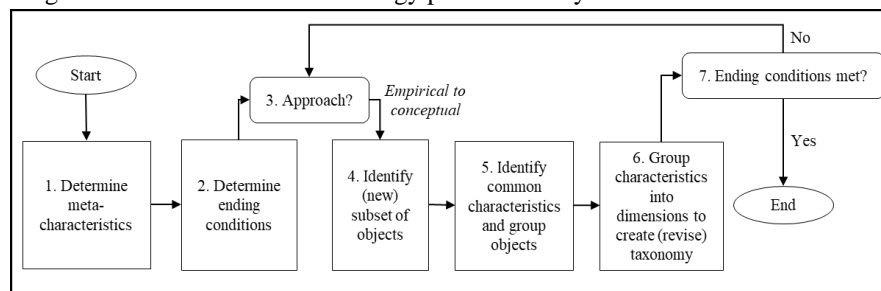 No
Start
7. Ending conditions met?
3. Approach?
Empirical to
conceptual
Yes
1. Determine
meta-
characteristics
2. Determine
ending
conditions
4. Identify
(new)
subset of
objects
5. Identify
common
characteristics
and group
objects
6. Group
characteristics
into
dimensions to
create (revise)
taxonomy
End